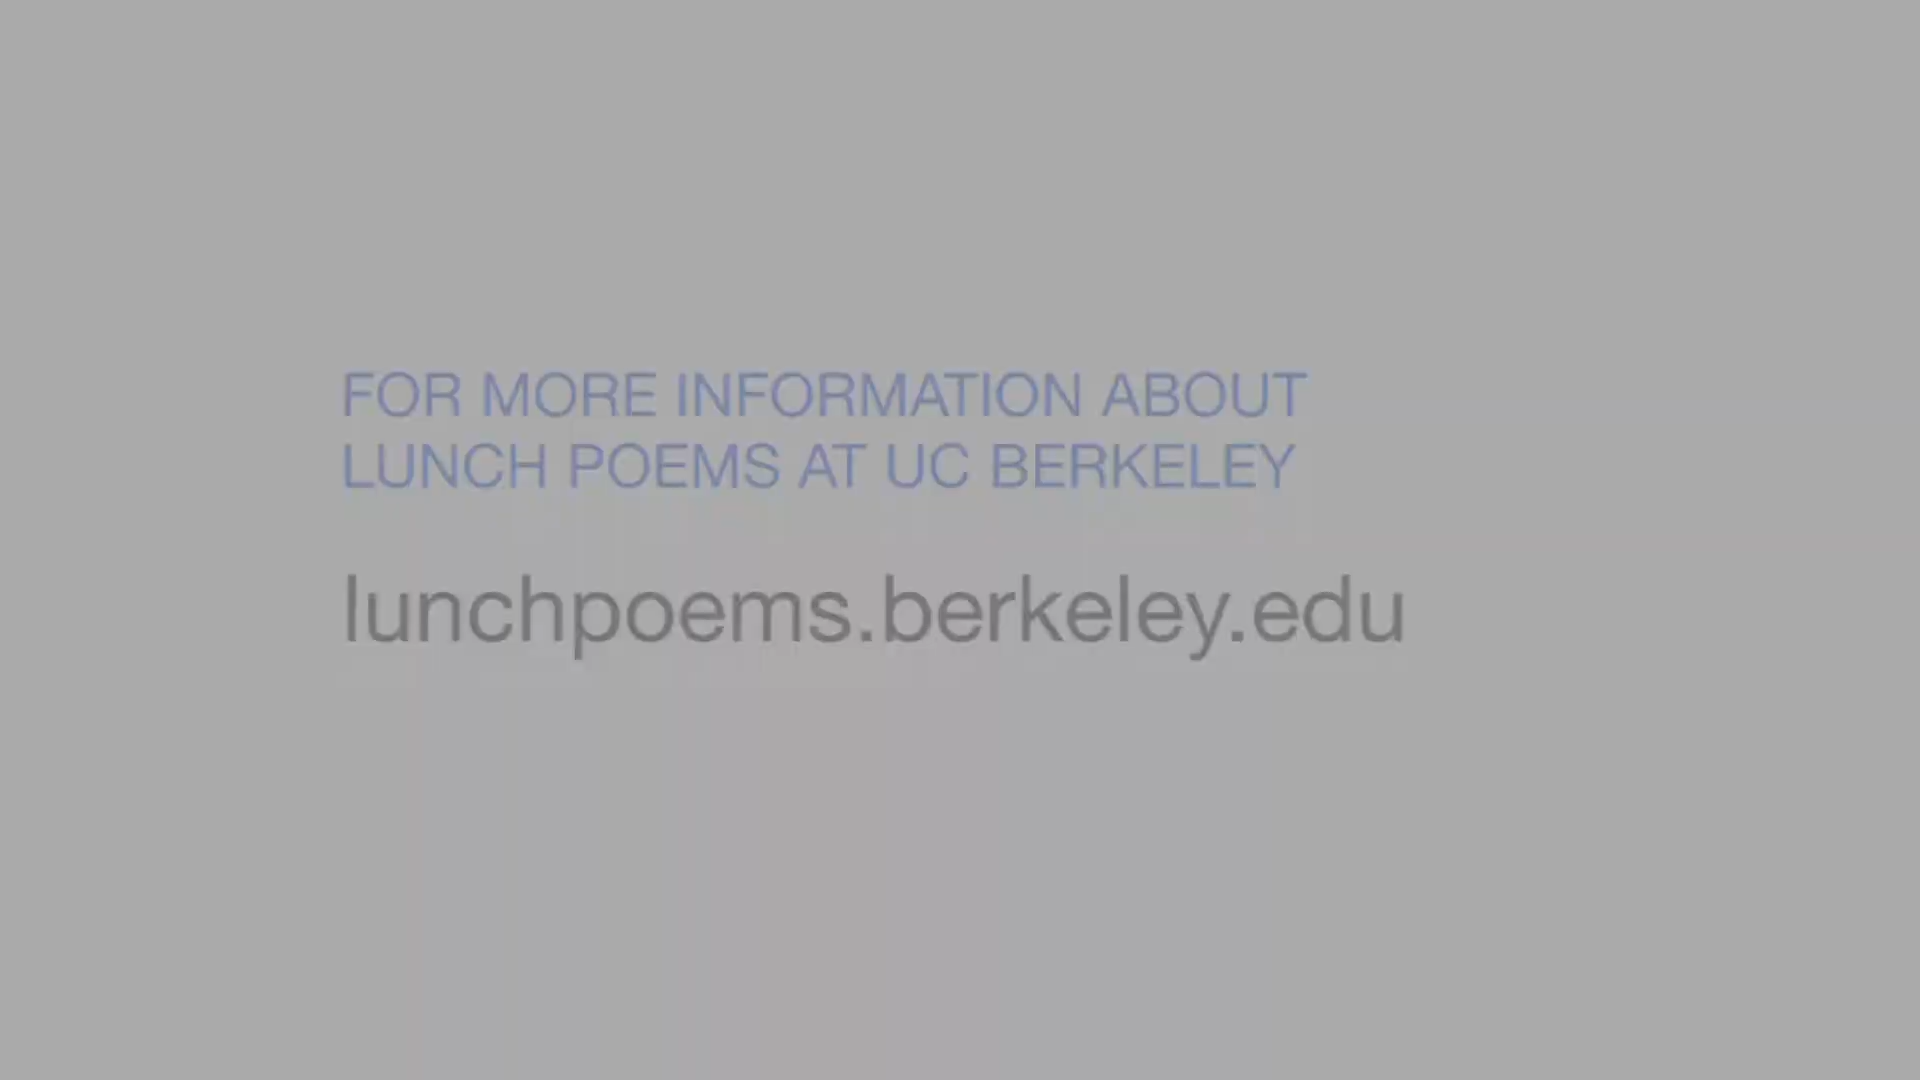 FOR MORE INFORMATION ABOUT
LUNCH POEMS AT UC BERKELEY
lunchpoems.berkeley.edu